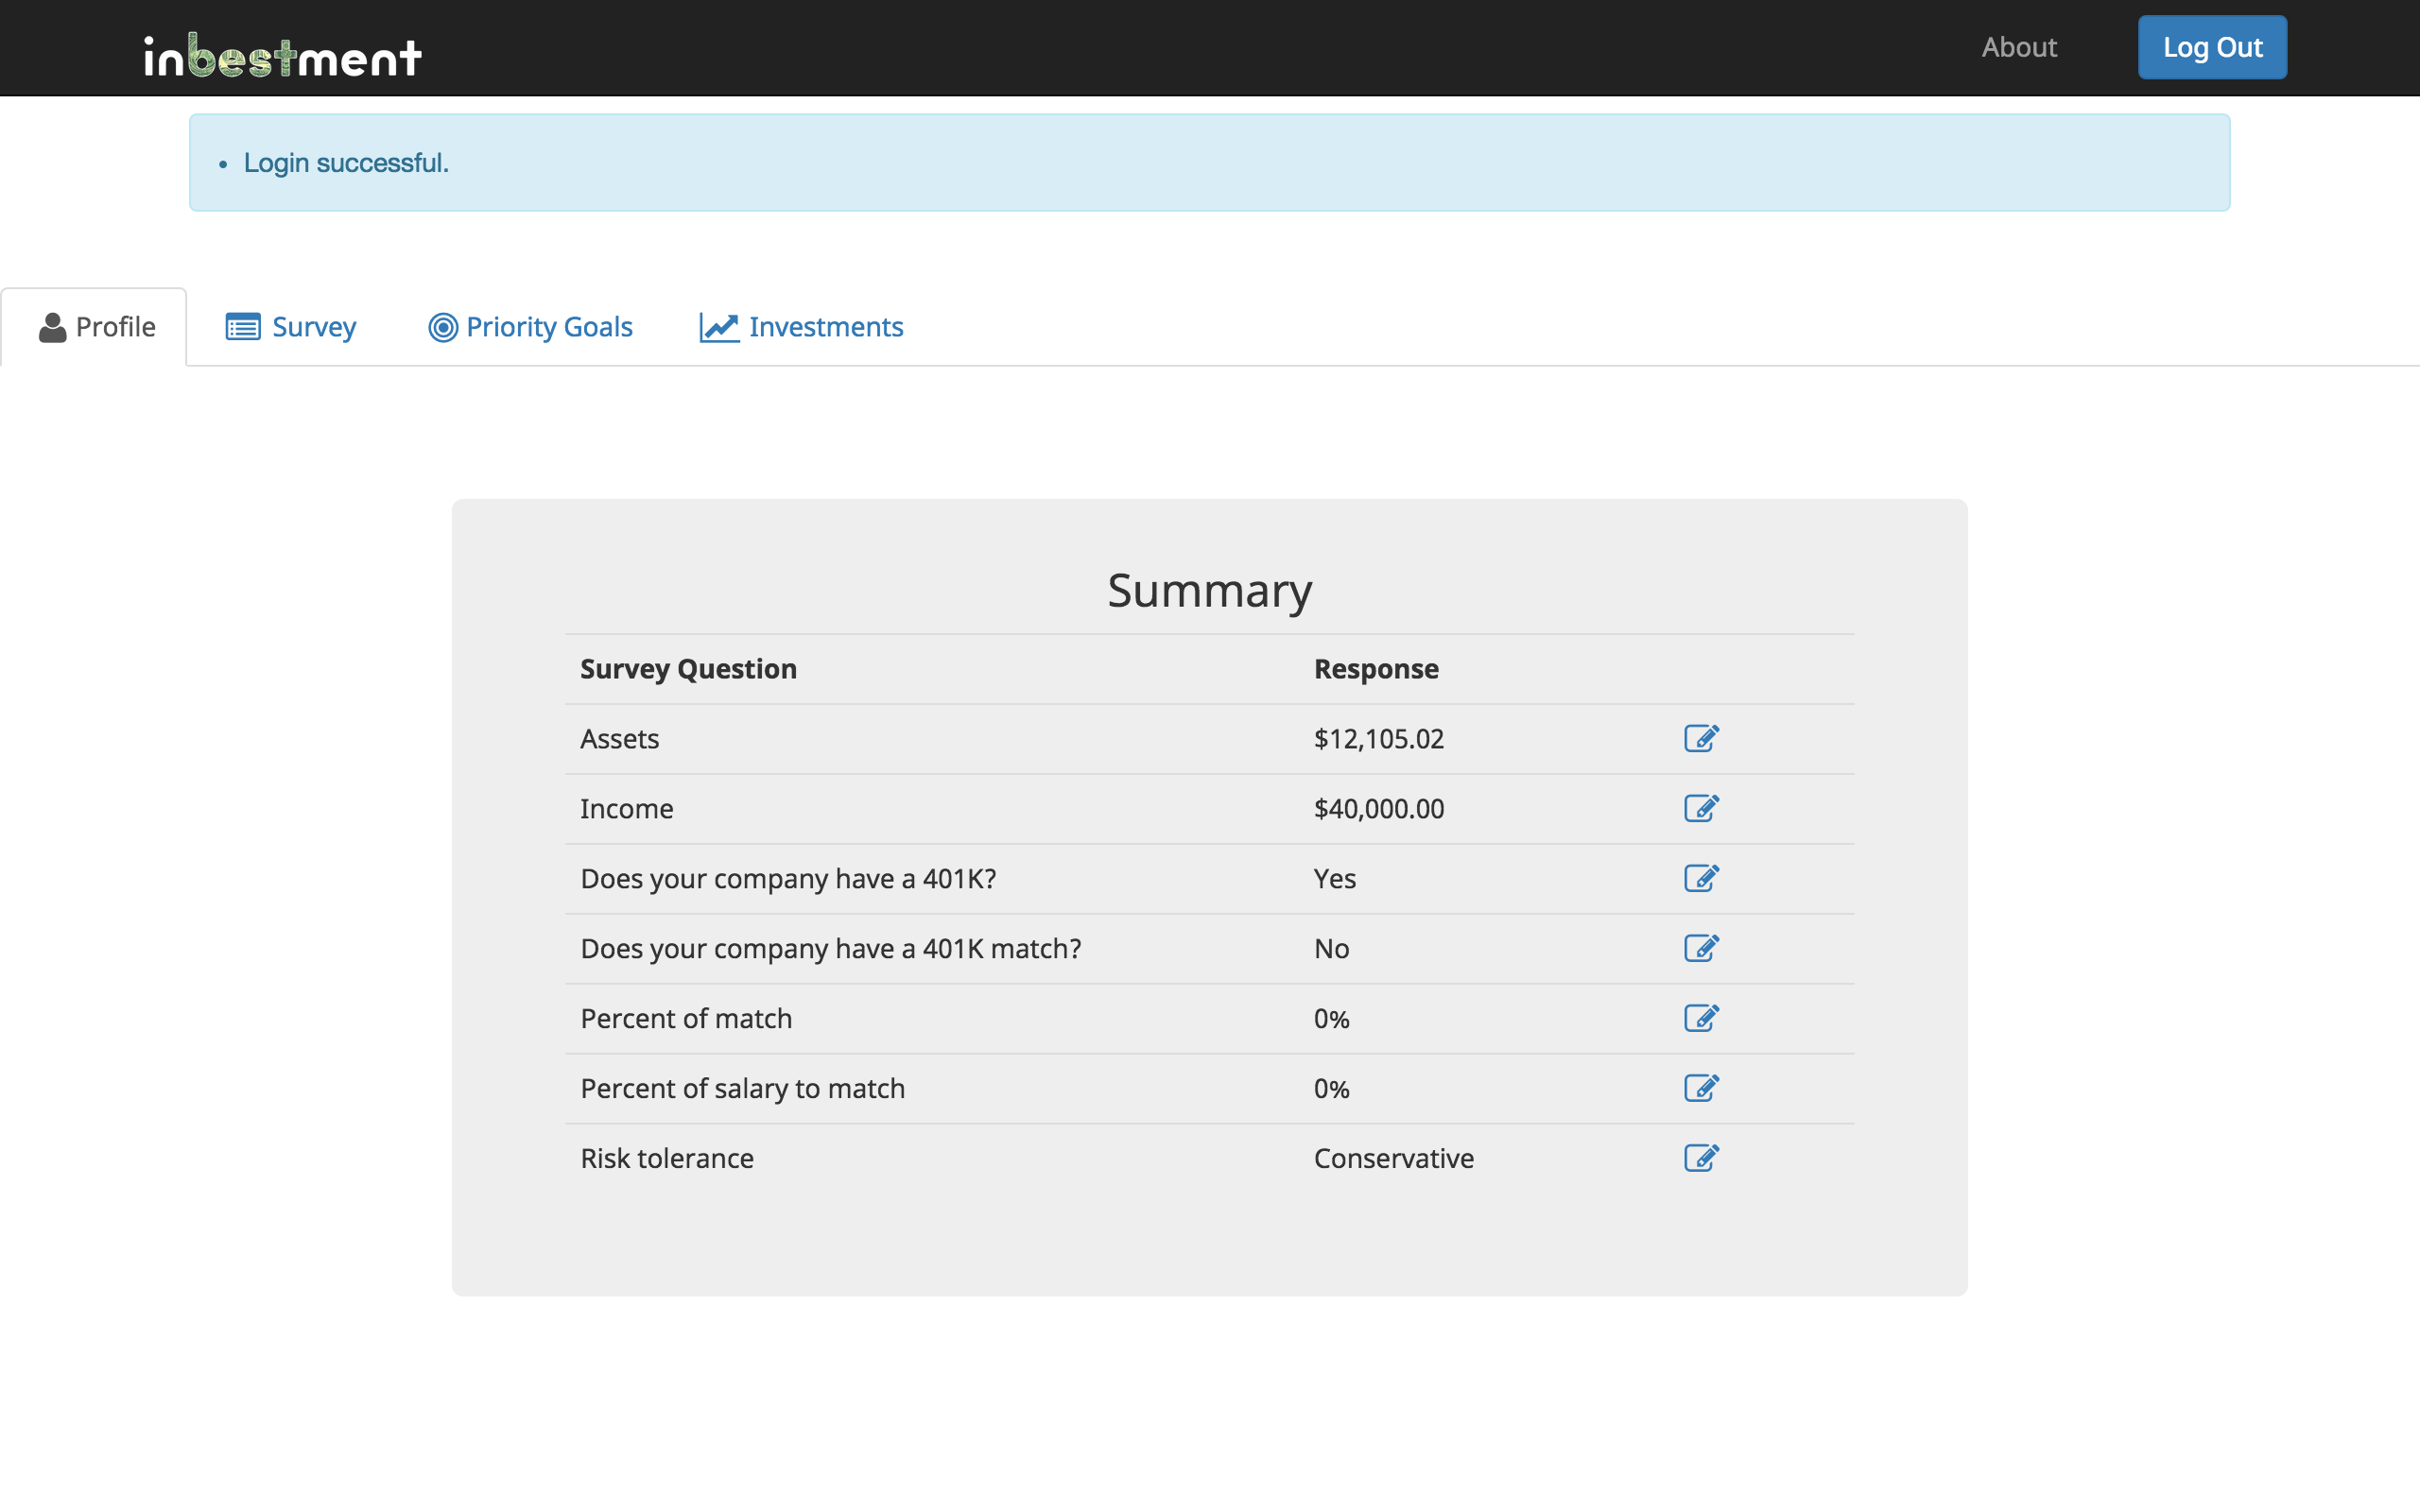 inbestment About Log Out
Login successful.
Profile Survey Priority Goals Investments
Summary
Survey Question Response
Assets $12,105.02
Income $40,000.00
Does your company have a 401K? Yes
Does your company have a 401K match? No
Percent of match 0%
Percent of salary to match 0%
Risk tolerance Conservative